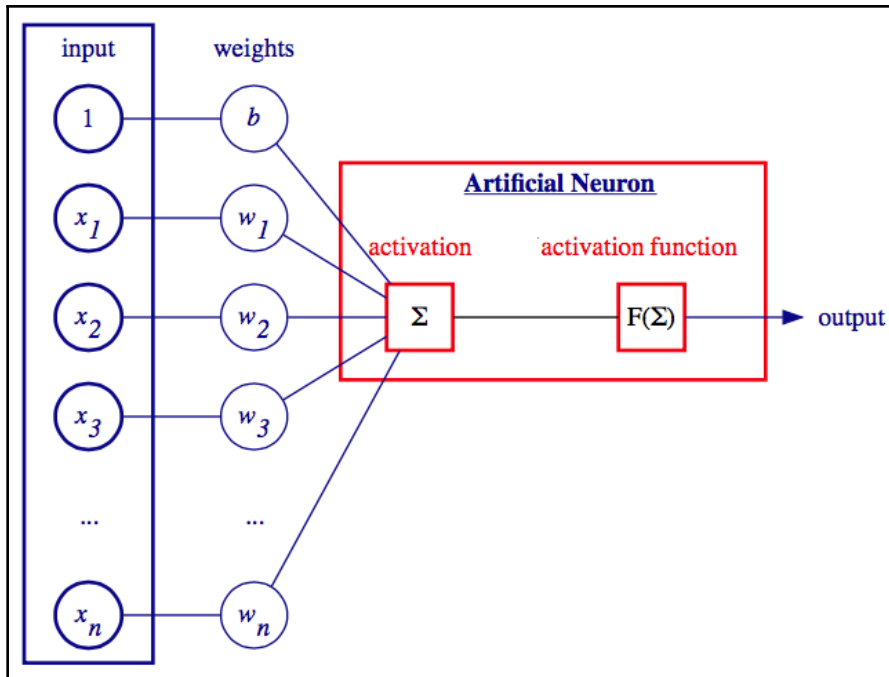 input weights
1 b
Artificial Neuron
x1 w1
activation activation function
x2 w2 Σ F(Σ) output
x3 w3
... ...
xn wn